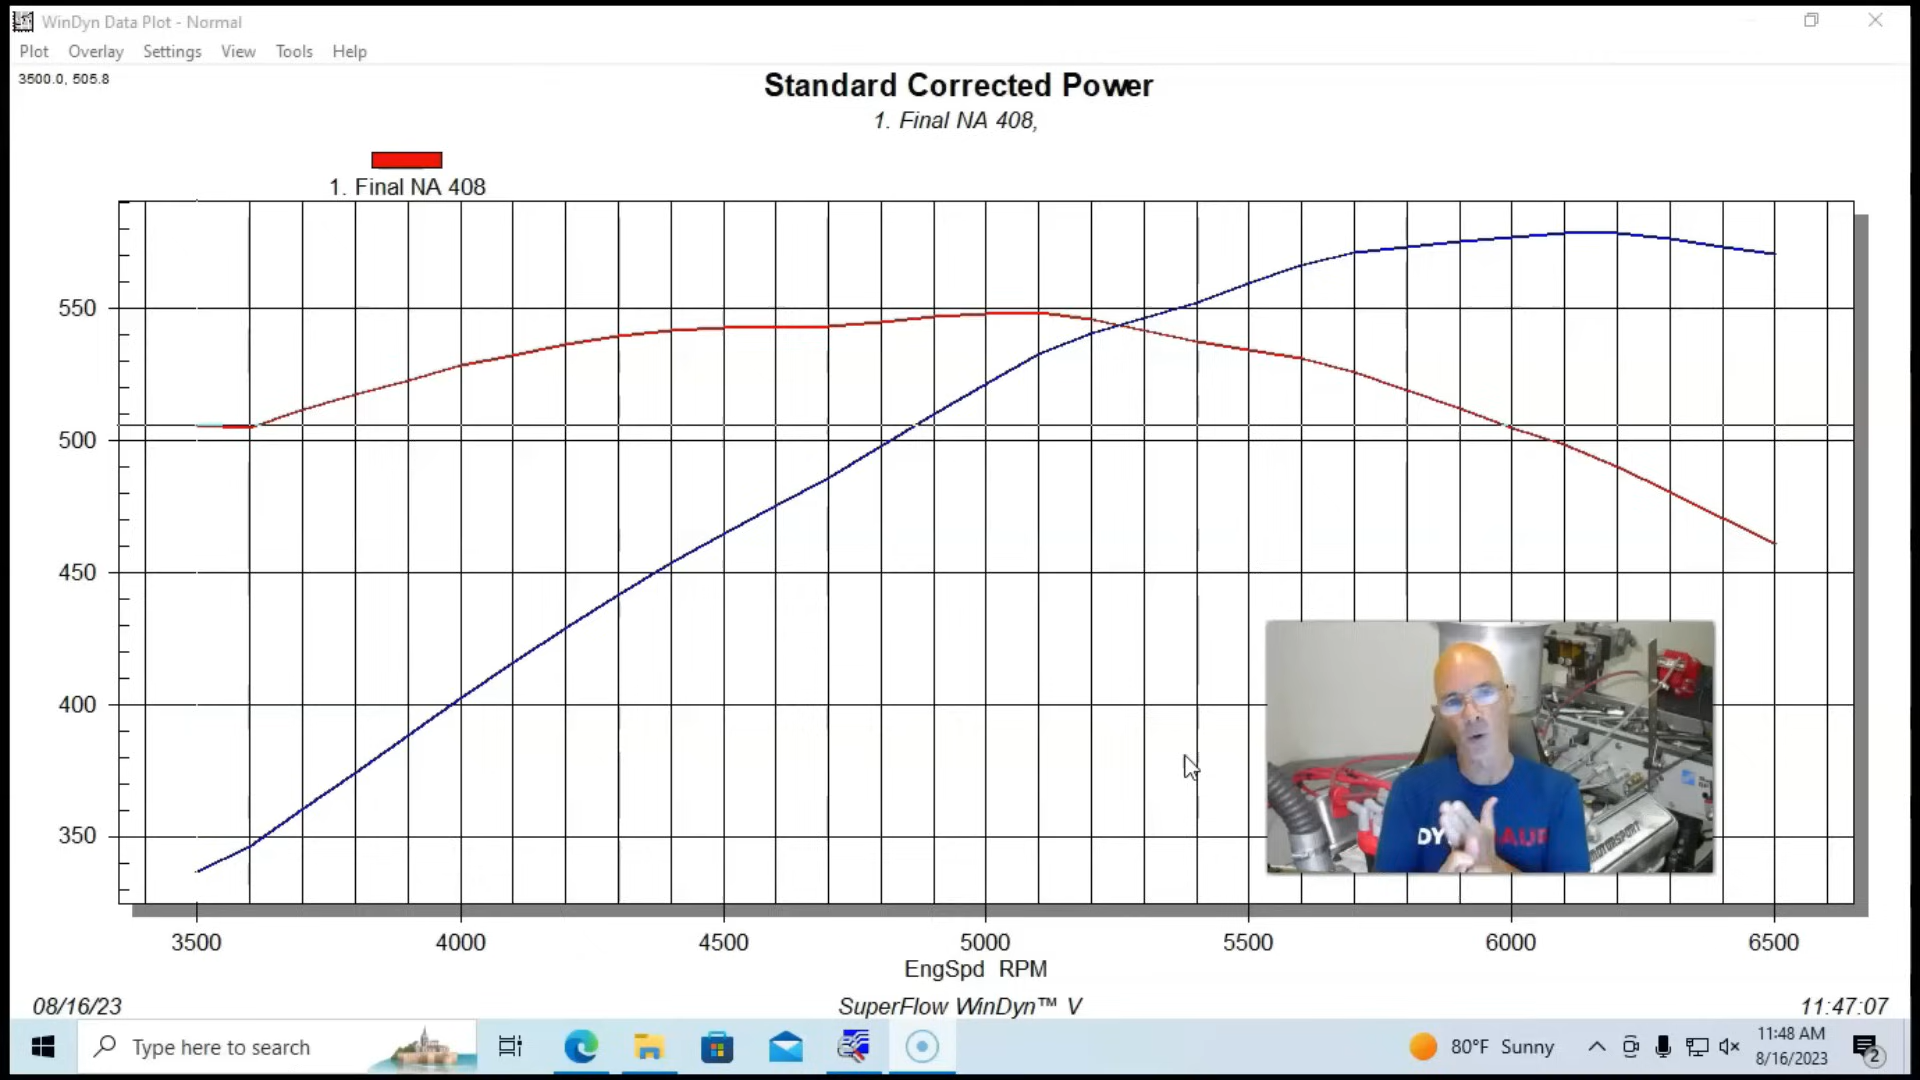 WinDyn Data Plot - Normal
Plot Overlay Settings View Tools Help
3500.0, 505.8
Standard Corrected Power
1. Final NA 408,
1. Final NA 408
550
500
450
400
350
3500 4000 4500 5000 5500 6000 6500
EngSpd RPM
08/16/23 SuperFlow WinDyn™ V 11:47:07
DY
MOTORSPORT
Type here to search
80°F Sunny
11:48 AM
8/16/2023
2